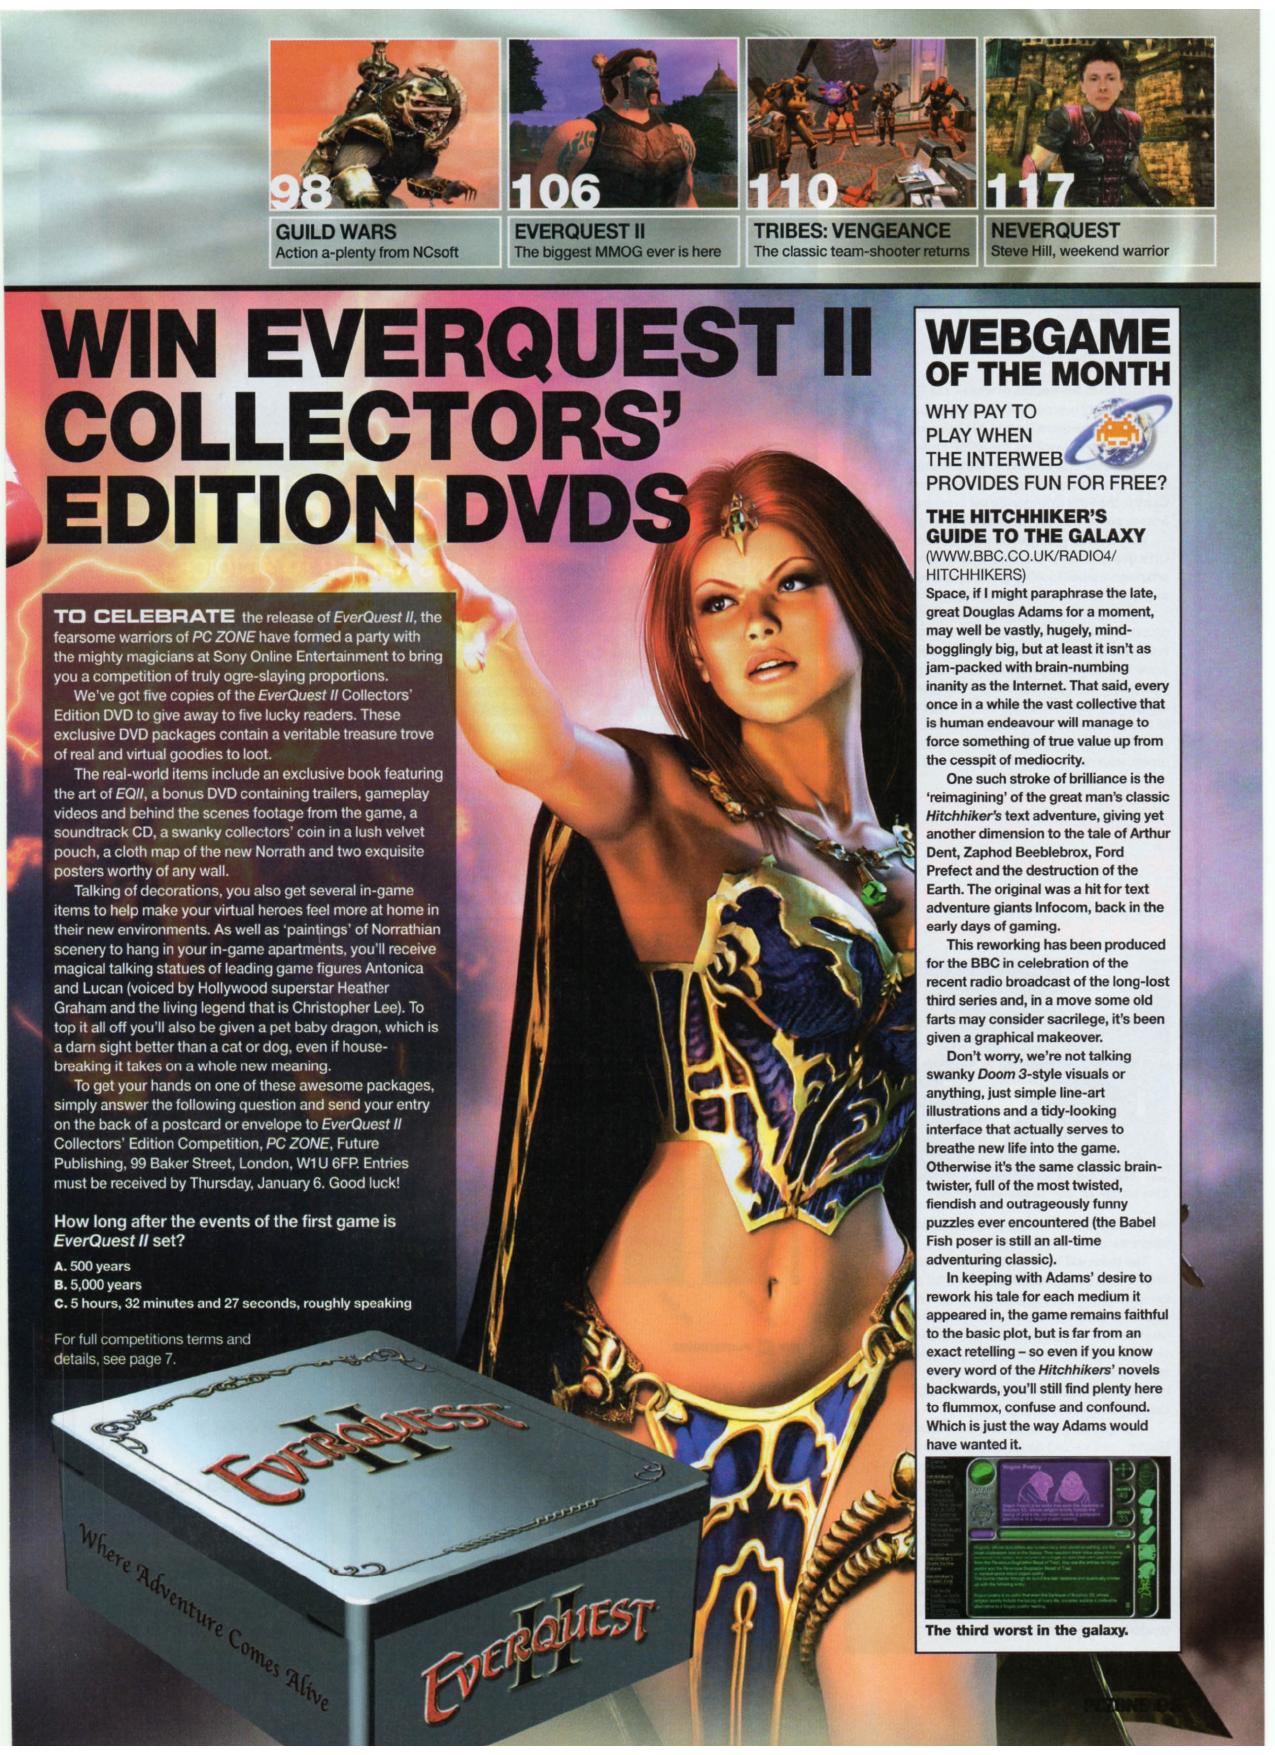 98
GUILD WARS
Action a-plenty from NCsoft
106
EVERQUEST II
The biggest MMOG ever is here
110
TRIBES: VENGEANCE
The classic team-shooter returns
117
NEVERQUEST
Steve Hill, weekend warrior
WIN EVERQUEST II
COLLECTORS'
EDITION DVDS
TO CELEBRATE the release of EverQuest II, the
fearsome warriors of PC ZONE have formed a party with
the mighty magicians at Sony Online Entertainment to bring
you a competition of truly ogre-slaying proportions.
We've got five copies of the EverQuest II Collectors'
Edition DVD to give away to five lucky readers. These
exclusive DVD packages contain a veritable treasure trove
of real and virtual goodies to loot.
The real-world items include an exclusive book featuring
the art of EQII, a bonus DVD containing trailers, gameplay
videos and behind the scenes footage from the game, a
soundtrack CD, a swanky collectors' coin in a lush velvet
pouch, a cloth map of the new Norrath and two exquisite
posters worthy of any wall.
Talking of decorations, you also get several in-game
items to help make your virtual heroes feel more at home in
their new environments. As well as 'paintings' of Norrathian
scenery to hang in your in-game apartments, you'll receive
magical talking statues of leading game figures Antonica
and Lucan (voiced by Hollywood superstar Heather
Graham and the living legend that is Christopher Lee). To
top it all off you'll also be given a pet baby dragon, which is
a darn sight better than a cat or dog, even if house-
breaking it takes on a whole new meaning.
To get your hands on one of these awesome packages,
simply answer the following question and send your entry
on the back of a postcard or envelope to EverQuest II
Collectors' Edition Competition, PC ZONE, Future
Publishing, 99 Baker Street, London, W1U 6FP. Entries
must be received by Thursday, January 6. Good luck!
How long after the events of the first game is
EverQuest II set?
A. 500 years
B. 5,000 years
C. 5 hours, 32 minutes and 27 seconds, roughly speaking
For full competitions terms and
details, see page 7.
EVERQUEST II
Where Adventure Comes Alive
EVERQUEST II
WEBGAME
OF THE MONTH
WHY PAY TO
PLAY WHEN
THE INTERWEB
PROVIDES FUN FOR FREE?
THE HITCHHIKER'S
GUIDE TO THE GALAXY
(WWW.BBC.CO.UK/RADIO4/
HITCHHIKERS)
Space, if I might paraphrase the late,
great Douglas Adams for a moment,
may well be vastly, hugely, mind-
bogglingly big, but at least it isn't as
jam-packed with brain-numbing
inanity as the Internet. That said, every
once in a while the vast collective that
is human endeavour will manage to
force something of true value up from
the cesspit of mediocrity.
One such stroke of brilliance is the
'reimagining' of the great man's classic
Hitchhiker's text adventure, giving yet
another dimension to the tale of Arthur
Dent, Zaphod Beeblebrox, Ford
Prefect and the destruction of the
Earth. The original was a hit for text
adventure giants Infocom, back in the
early days of gaming.
This reworking has been produced
for the BBC in celebration of the
recent radio broadcast of the long-lost
third series and, in a move some old
farts may consider sacrilege, it's been
given a graphical makeover.
Don't worry, we're not talking
swanky Doom 3-style visuals or
anything, just simple line-art
illustrations and a tidy-looking
interface that actually serves to
breathe new life into the game.
Otherwise it's the same classic brain-
twister, full of the most twisted,
fiendish and outrageously funny
puzzles ever encountered (the Babel
Fish poser is still an all-time
adventuring classic).
In keeping with Adams' desire to
rework his tale for each medium it
appeared in, the game remains faithful
to the basic plot, but is far from an
exact retelling – so even if you know
every word of the Hitchhikers' novels
backwards, you'll still find plenty here
to flummox, confuse and confound.
Which is just the way Adams would
have wanted it.
Vogon Poetry
The third worst in the galaxy.
PCZONE